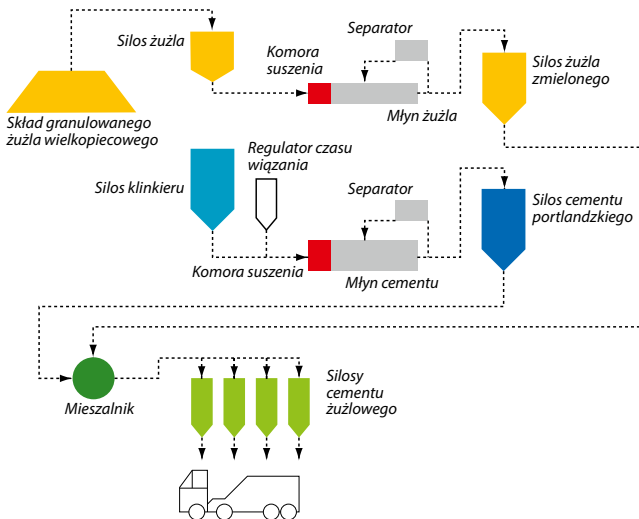 Silos żużla
Komora
suszenia
Separator
Silos żużla
zmielonego
Młyn żużla
Skład granulowanego
żużla wielkopiecowego
Regulator czasu
wiązania
Silos klinkieru
Separator
Silos cementu
portlandzkiego
Komora suszenia
Młyn cementu
Mieszalnik
Silosy
cementu
żużlowego